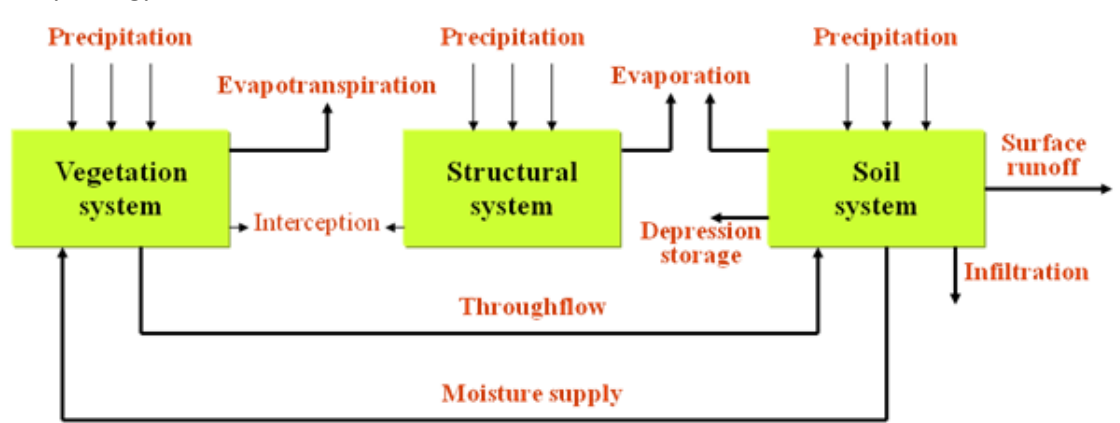 Precipitation
Precipitation
Precipitation
Evapotranspiration
Evaporation
Vegetation
system
Structural
system
Soil
system
Surface
runoff
Interception
Depression
storage
Infiltration
Throughflow
Moisture supply